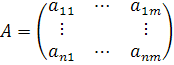 A = ( a₁₁ ⋯ a₁ₘ
⋮ ⋮
aₙ₁ ⋯ aₙₘ )